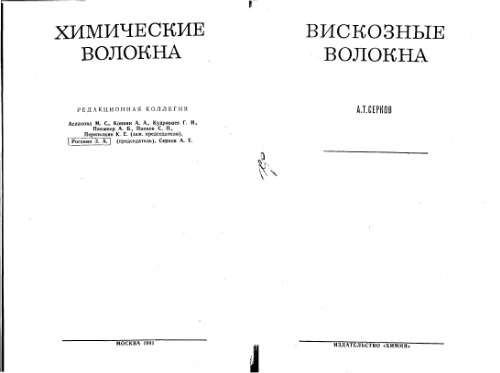 ХИМИЧЕСКИЕ
ВОЛОКНА
РЕДАКЦИОННАЯ КОЛЛЕГИЯ
Асланова М. С., Конкин А. А., Кудрявцев Г. И.,
Пакшвер А. Б., Папков С. П.,
Перепелкин К. Е. (зам. председателя),
Роговин З. А. (председатель), Серков А. Т.
МОСКВА 1981
ВИСКОЗНЫЕ
ВОЛОКНА
А.Т.СЕРКОВ
ИЗДАТЕЛЬСТВО «ХИМИЯ»